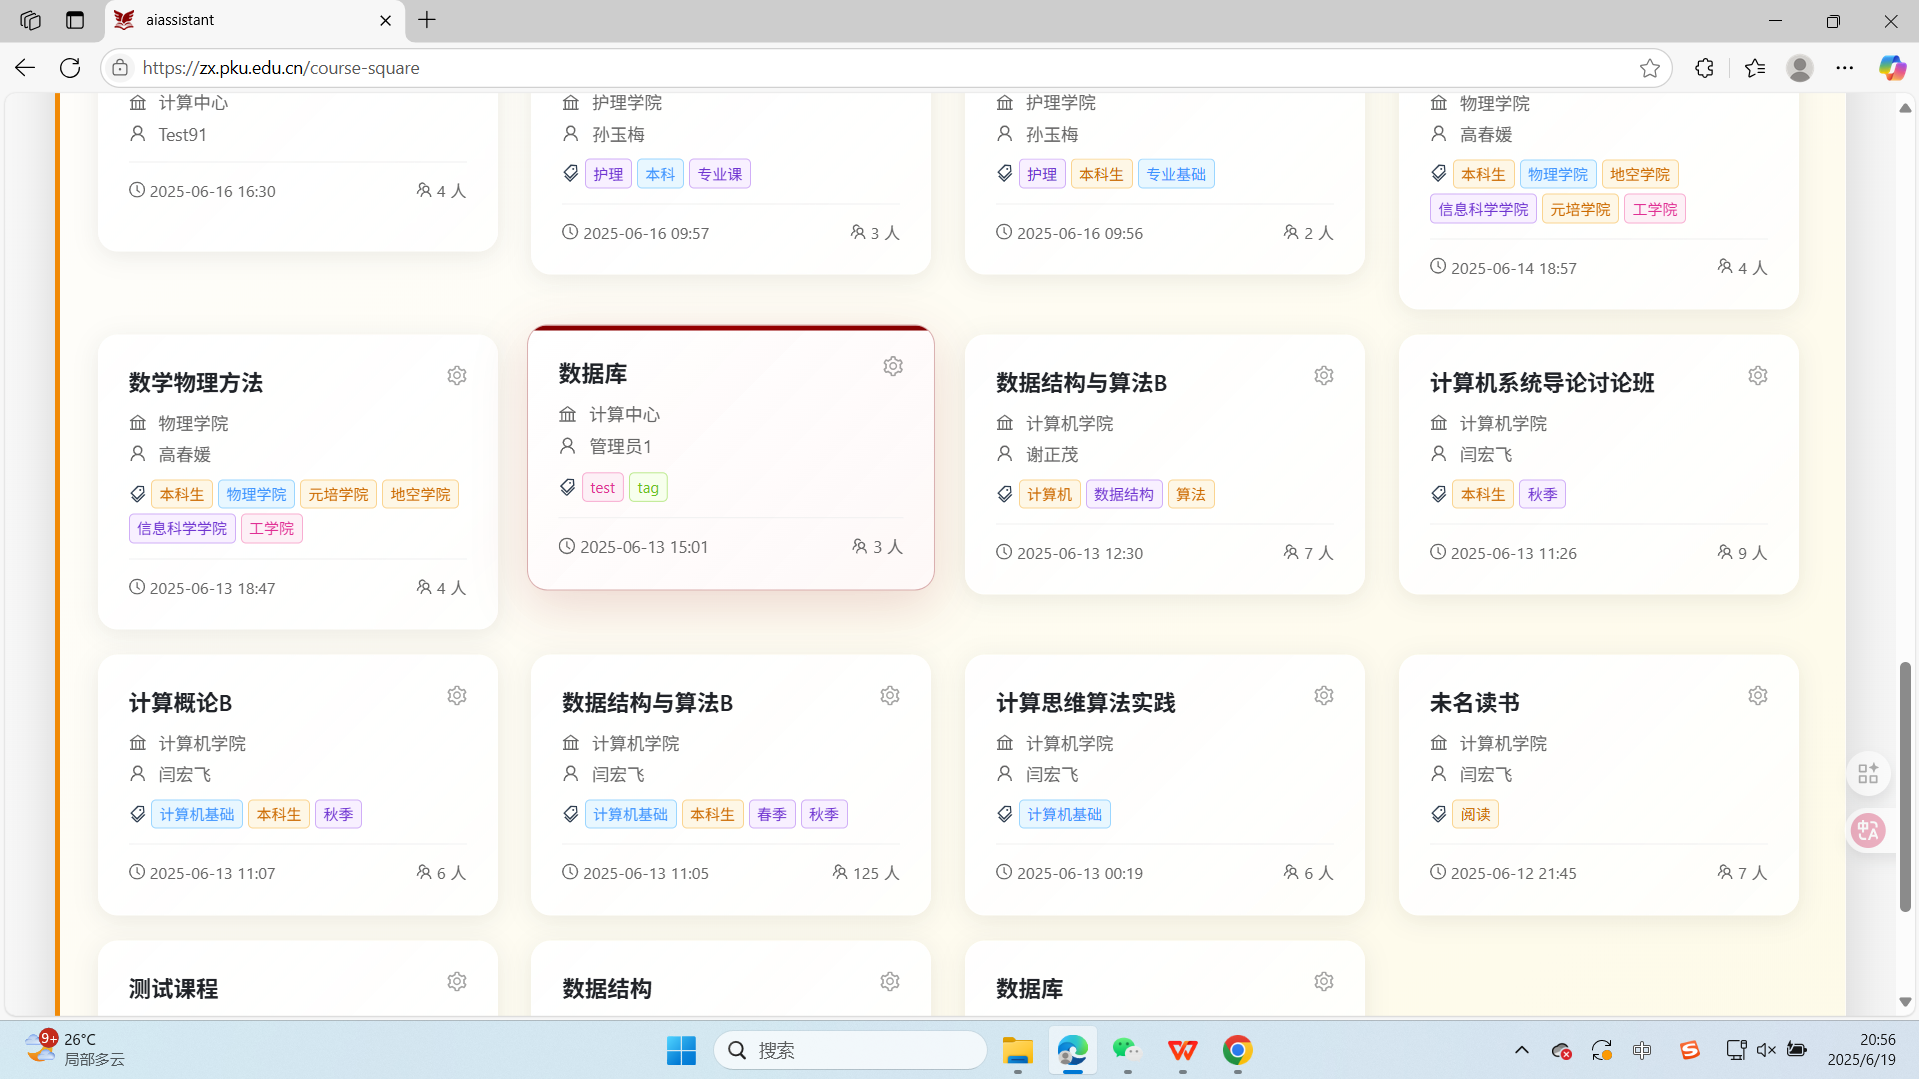 aiassistant
https://zx.pku.edu.cn/course-square
计算中心
Test91
2025-06-16 16:30
4 人
护理学院
孙玉梅
护理 本科 专业课
2025-06-16 09:57
3 人
护理学院
孙玉梅
护理 本科生 专业基础
2025-06-16 09:56
2 人
物理学院
高春媛
本科生 物理学院 地空学院
信息科学学院 元培学院 工学院
2025-06-14 18:57
4 人
数学物理方法
物理学院
高春媛
本科生 物理学院 元培学院 地空学院
信息科学学院 工学院
2025-06-13 18:47
4 人
数据库
计算中心
管理员1
test tag
2025-06-13 15:01
3 人
数据结构与算法B
计算机学院
谢正茂
计算机 数据结构 算法
2025-06-13 12:30
7 人
计算机系统导论讨论班
计算机学院
闫宏飞
本科生 秋季
2025-06-13 11:26
9 人
计算概论B
计算机学院
闫宏飞
计算机基础 本科生 秋季
2025-06-13 11:07
6 人
数据结构与算法B
计算机学院
闫宏飞
计算机基础 本科生 春季 秋季
2025-06-13 11:05
125 人
计算思维算法实践
计算机学院
闫宏飞
计算机基础
2025-06-13 00:19
6 人
未名读书
计算机学院
闫宏飞
阅读
2025-06-12 21:45
7 人
测试课程
数据结构
数据库
中A
9+
26°C
局部多云
搜索
中
20:56
2025/6/19